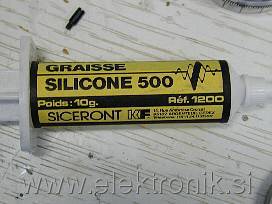 GRAISSE
SILICONE 500
Poids: 10g.
Réf. 1200
SICERONT KF
© www.elektronik.si